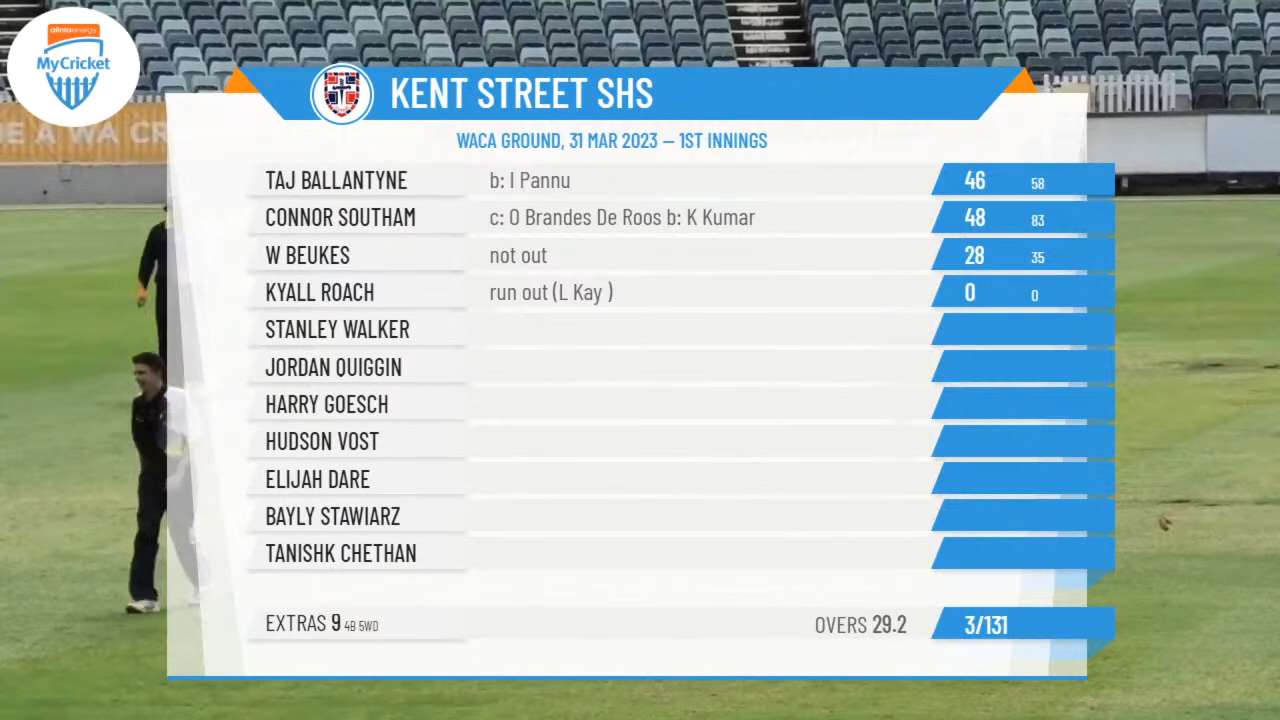 alintaenergy
MyCricket
KENT STREET SHS
WACA GROUND, 31 MAR 2023 – 1ST INNINGS
TAJ BALLANTYNE b: I Pannu 46 58
CONNOR SOUTHAM c: O Brandes De Roos b: K Kumar 48 83
W BEUKES not out 28 35
KYALL ROACH run out (L Kay ) 0 0
STANLEY WALKER
JORDAN QUIGGIN
HARRY GOESCH
HUDSON VOST
ELIJAH DARE
BAYLY STAWIARZ
TANISHK CHETHAN
EXTRAS 9 4B 5WD OVERS 29.2 3/131